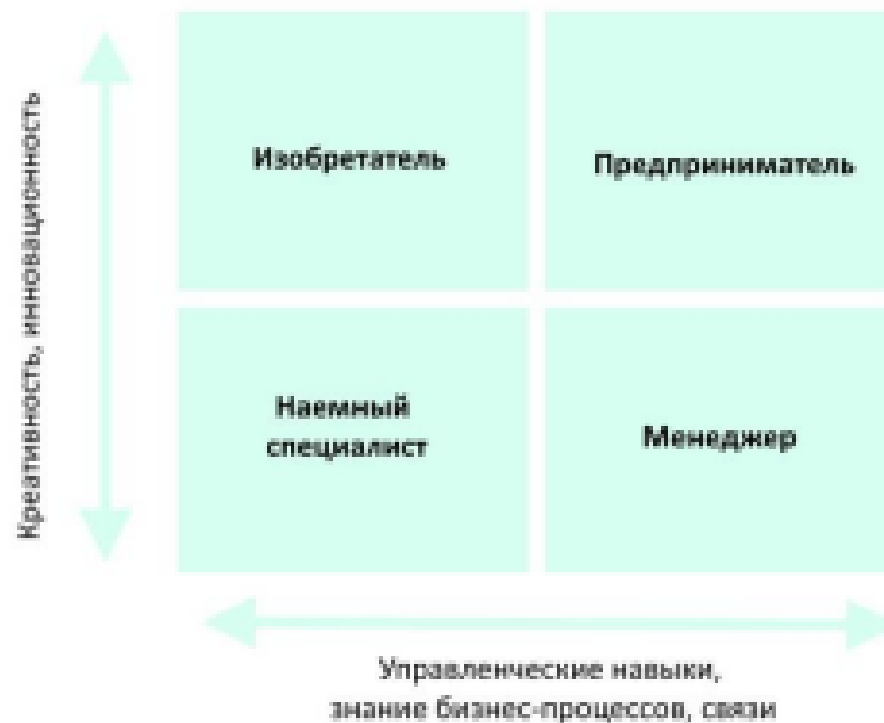 Креативность, инновационность
Изобретатель
Предприниматель
Наемный
специалист
Менеджер
Управленческие навыки,
знание бизнес-процессов, связи